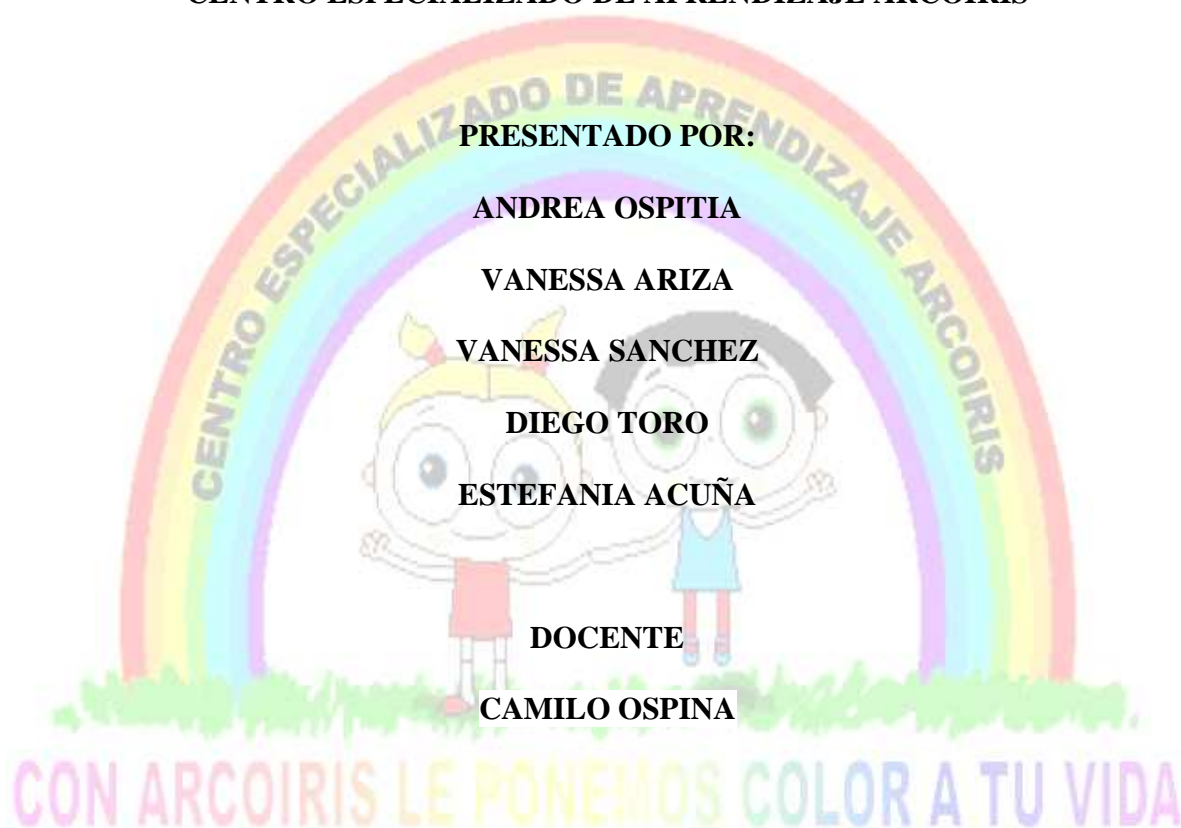 CENTRO ESPECIALIZADO DE APRENDIZAJE ARCOIRIS
CENTRO ESPECIALIZADO DE APRENDIZAJE ARCOIRIS
PRESENTADO POR:
ANDREA OSPITIA
VANESSA ARIZA
VANESSA SANCHEZ
DIEGO TORO
ESTEFANIA ACUÑA
DOCENTE
CAMILO OSPINA
CON ARCOIRIS LE PONEMOS COLOR A TU VIDA